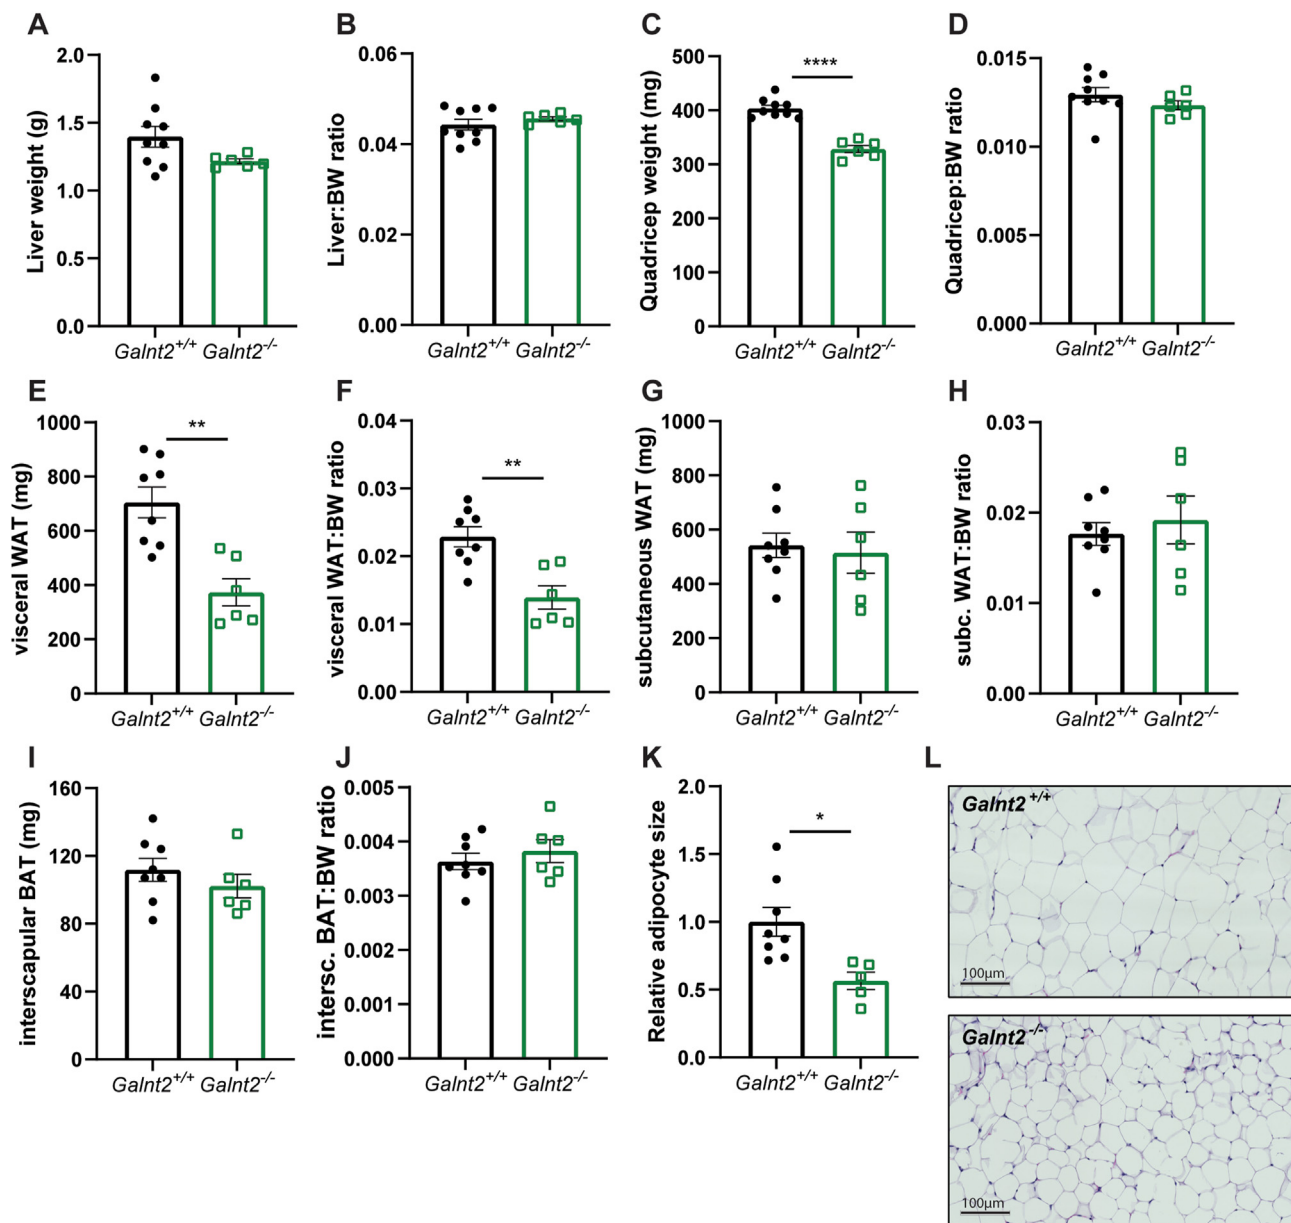 A
Liver weight (g)
2.0
1.5
1.0
0.5
0.0
Galnt2+/+ Galnt2-/-
B
Liver:BW ratio
0.06
0.04
0.02
0.00
Galnt2+/+ Galnt2-/-
C
Quadricep weight (mg)
500
400
300
200
100
0
****
Galnt2+/+ Galnt2-/-
D
Quadricep:BW ratio
0.015
0.010
0.005
0.000
Galnt2+/+ Galnt2-/-
E
visceral WAT (mg)
1000
800
600
400
200
0
**
Galnt2+/+ Galnt2-/-
F
visceral WAT:BW ratio
0.04
0.03
0.02
0.01
0.00
**
Galnt2+/+ Galnt2-/-
G
subcutaneous WAT (mg)
1000
800
600
400
200
0
Galnt2+/+ Galnt2-/-
H
subc. WAT:BW ratio
0.03
0.02
0.01
0.00
Galnt2+/+ Galnt2-/-
I
interscapular BAT (mg)
160
120
80
40
0
Galnt2+/+ Galnt2-/-
J
intersc. BAT:BW ratio
0.005
0.004
0.003
0.002
0.001
0.000
Galnt2+/+ Galnt2-/-
K
Relative adipocyte size
2.0
1.5
1.0
0.5
0.0
*
Galnt2+/+ Galnt2-/-
L
Galnt2+/+
100µm
Galnt2-/-
100µm